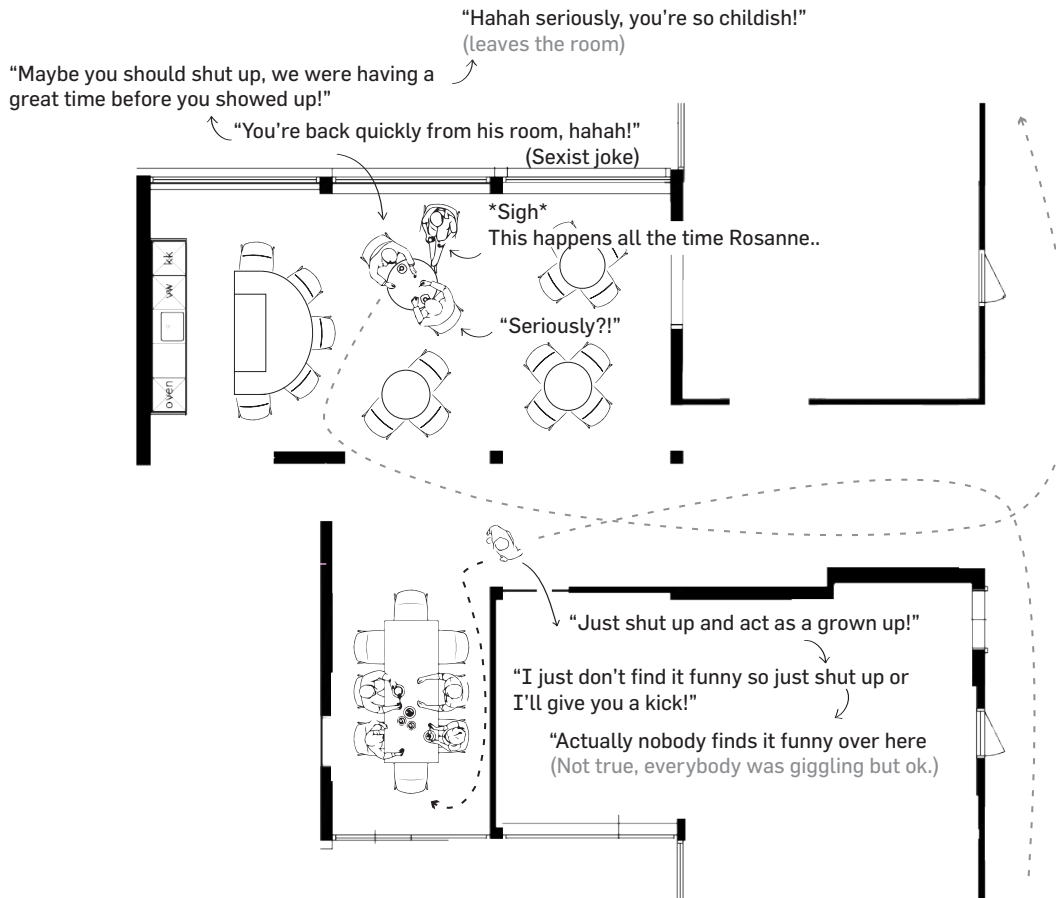 “Hahah seriously, you’re so childish!”
(leaves the room)
“Maybe you should shut up, we were having a
great time before you showed up!”
“You’re back quickly from his room, hahah!”
(Sexist joke)
*Sigh*
This happens all the time Rosanne..
“Seriously?!”
kk
vw
oven
“Just shut up and act as a grown up!”
“I just don’t find it funny so just shut up or
I’ll give you a kick!”
“Actually nobody finds it funny over here
(Not true, everybody was giggling but ok.)